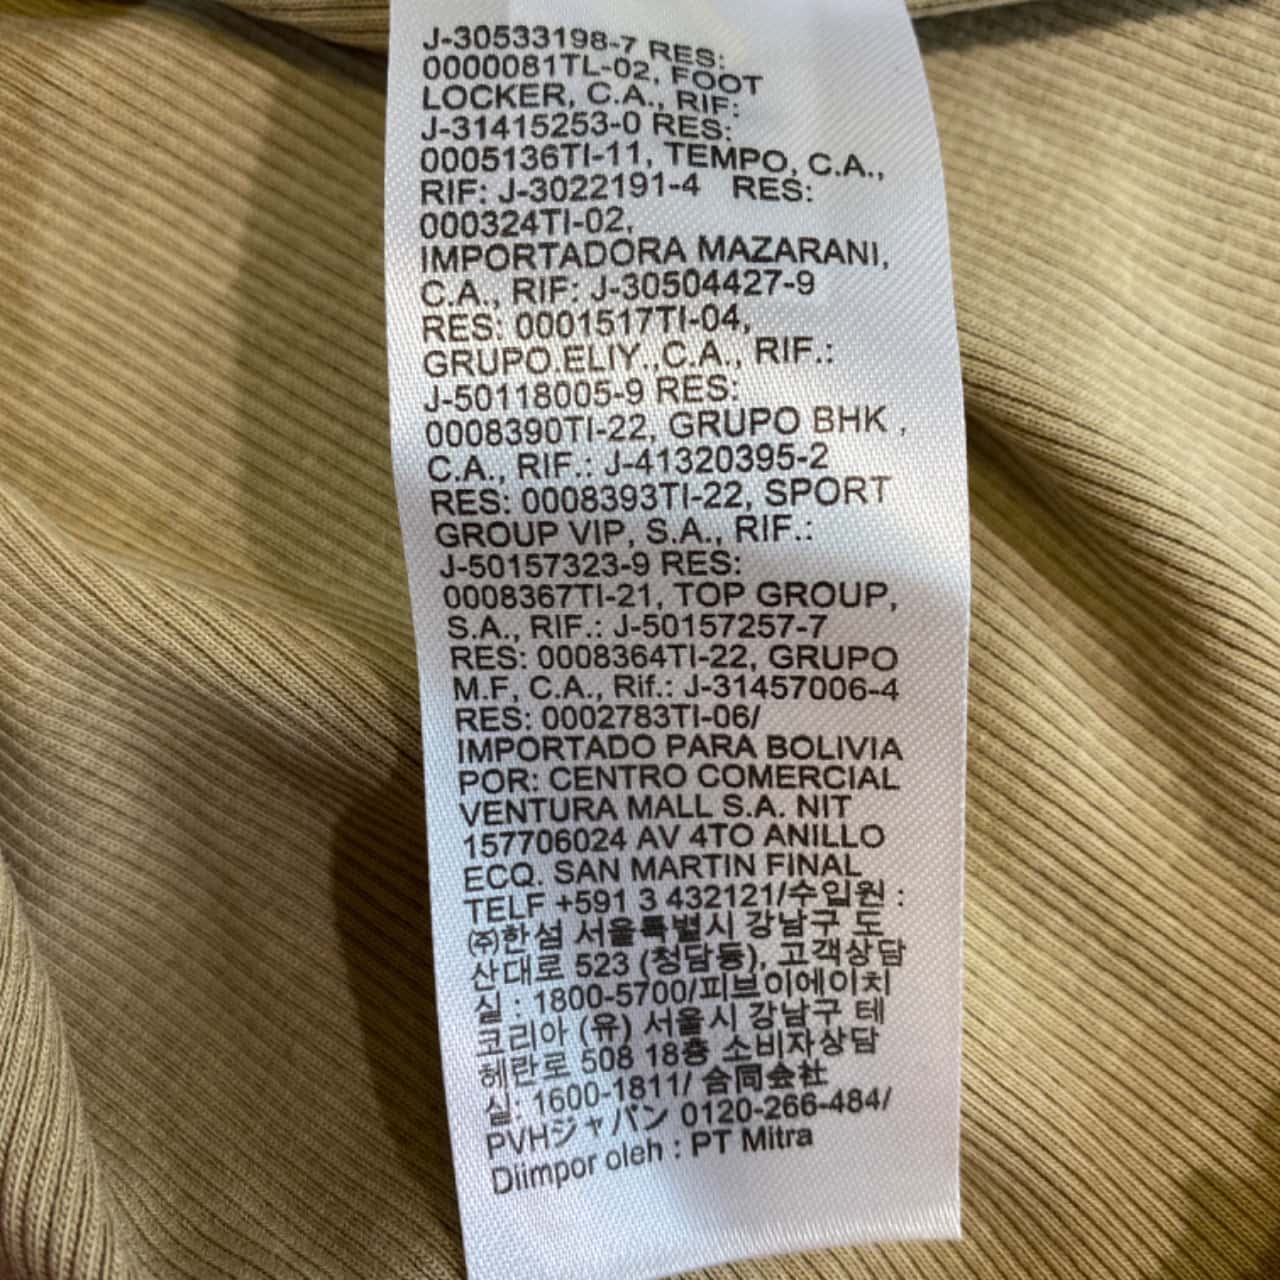 J-30533198-7 RES:
0000081TL-02, FOOT
LOCKER, C.A., RIF:
J-31415253-0 RES:
0005136TI-11, TEMPO, C.A.,
RIF: J-3022191-4 RES:
000324TI-02,
IMPORTADORA MAZARANI,
C.A., RIF: J-30504427-9
RES: 0001517TI-04,
GRUPO.ELIY.,C.A., RIF.:
J-50118005-9 RES:
0008390TI-22, GRUPO BHK ,
C.A., RIF.: J-41320395-2
RES: 0008393TI-22, SPORT
GROUP VIP, S.A., RIF.:
J-50157323-9 RES:
0008367TI-21, TOP GROUP,
S.A., RIF.: J-50157257-7
RES: 0008364TI-22, GRUPO
M.F, C.A., Rif.: J-31457006-4
RES: 0002783TI-06/
IMPORTADO PARA BOLIVIA
POR: CENTRO COMERCIAL
VENTURA MALL S.A. NIT
157706024 AV 4TO ANILLO
ECQ. SAN MARTIN FINAL
TELF +591 3 432121/수입원 :
㈜한섬 서울특별시 강남구 도
산대로 523 (청담동), 고객상담
실 : 1800-5700/피브이에이치
코리아 (유) 서울시 강남구 테
헤란로 508 18층 소비자상담
실: 1600-1811/ 合同会社
PVHジャパン 0120-266-484/
Diimpor oleh : PT Mitra